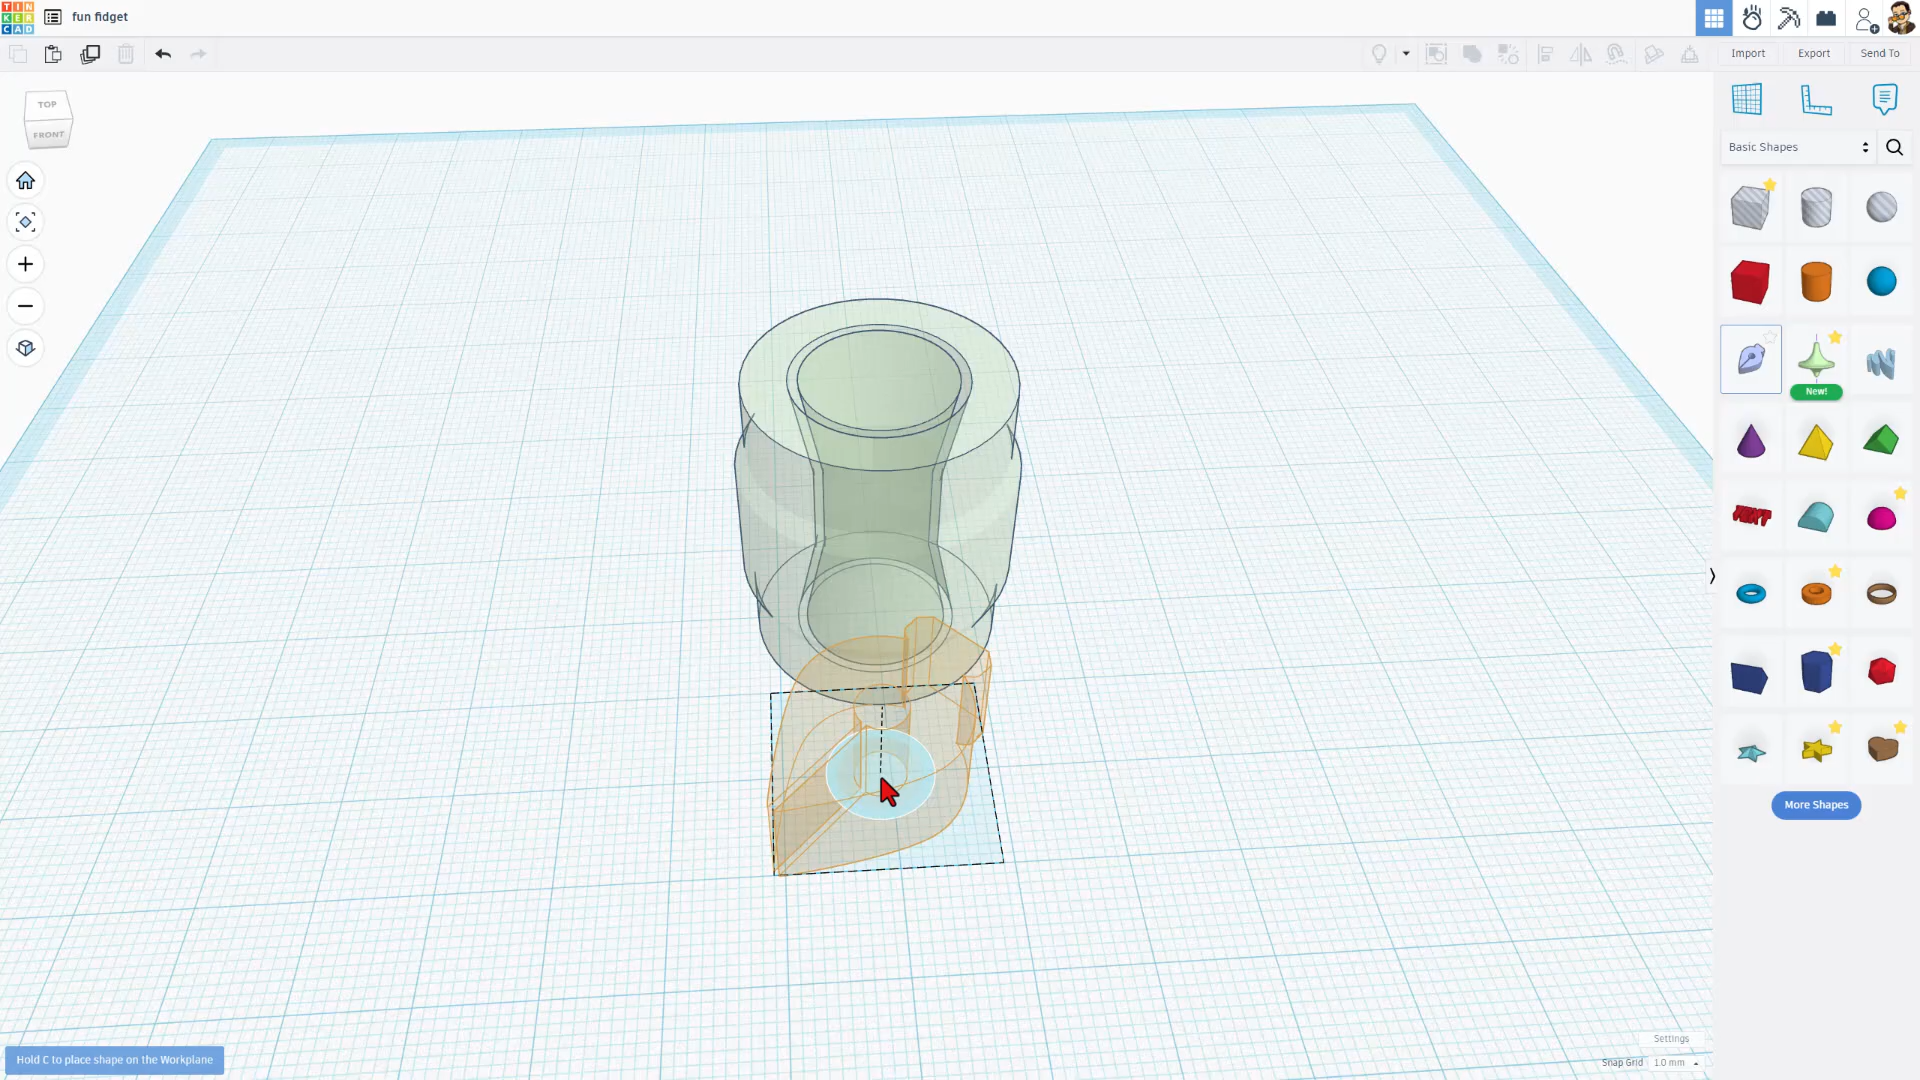 TIN
KER
CAD
fun fidget
Import
Export
Send To
TOP
FRONT
Basic Shapes
New!
TEXT
More Shapes
Hold C to place shape on the Workplane
Settings
Snap Grid 1.0 mm